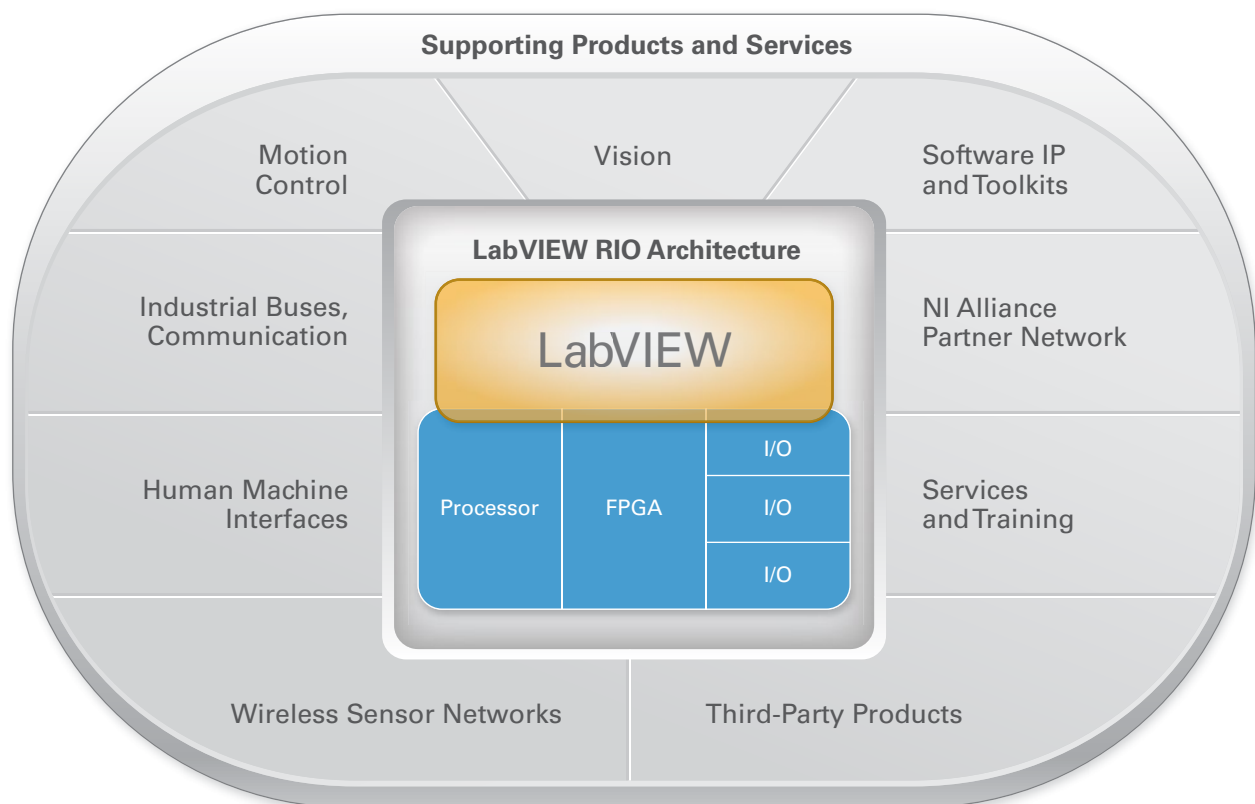 Supporting Products and Services
Motion
Control
Vision
Software IP
and Toolkits
LabVIEW RIO Architecture
Industrial Buses,
Communication
LabVIEW
NI Alliance
Partner Network
Human Machine
Interfaces
Processor
FPGA
I/O
I/O
I/O
Services
and Training
Wireless Sensor Networks
Third-Party Products